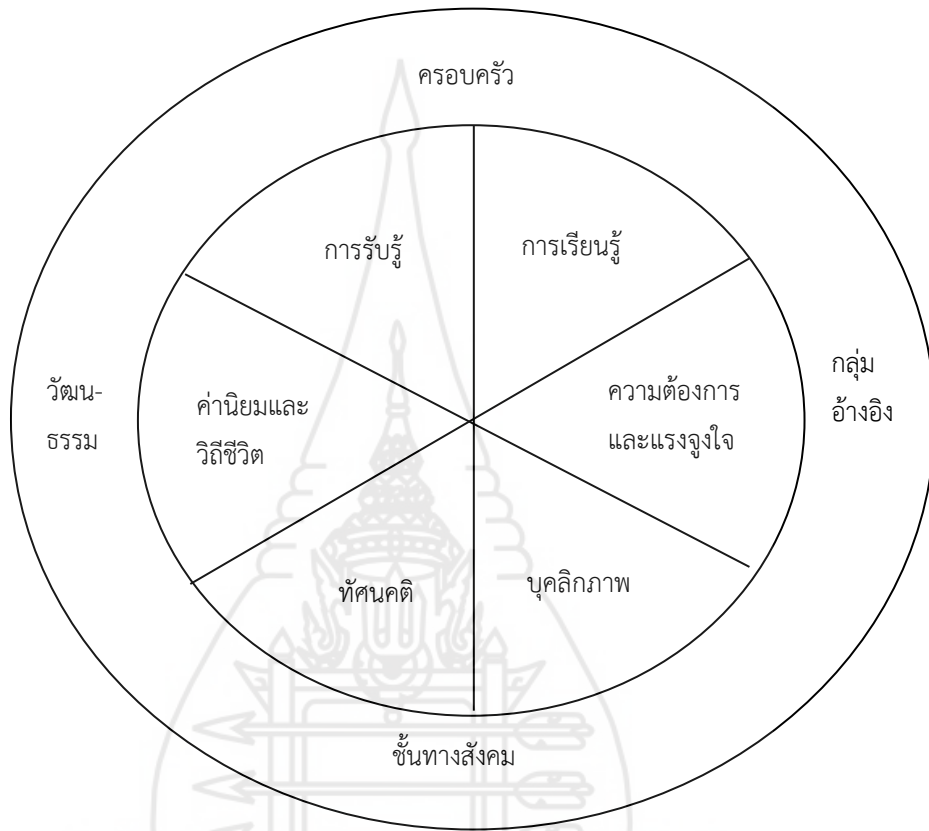 ครอบครัว
การรับรู้
การเรียนรู้
วัฒน-
ธรรม
ค่านิยมและ
วิถีชีวิต
ความต้องการ
และแรงจูงใจ
กลุ่ม
อ้างอิง
ทัศนคติ
บุคลิกภาพ
ชั้นทางสังคม